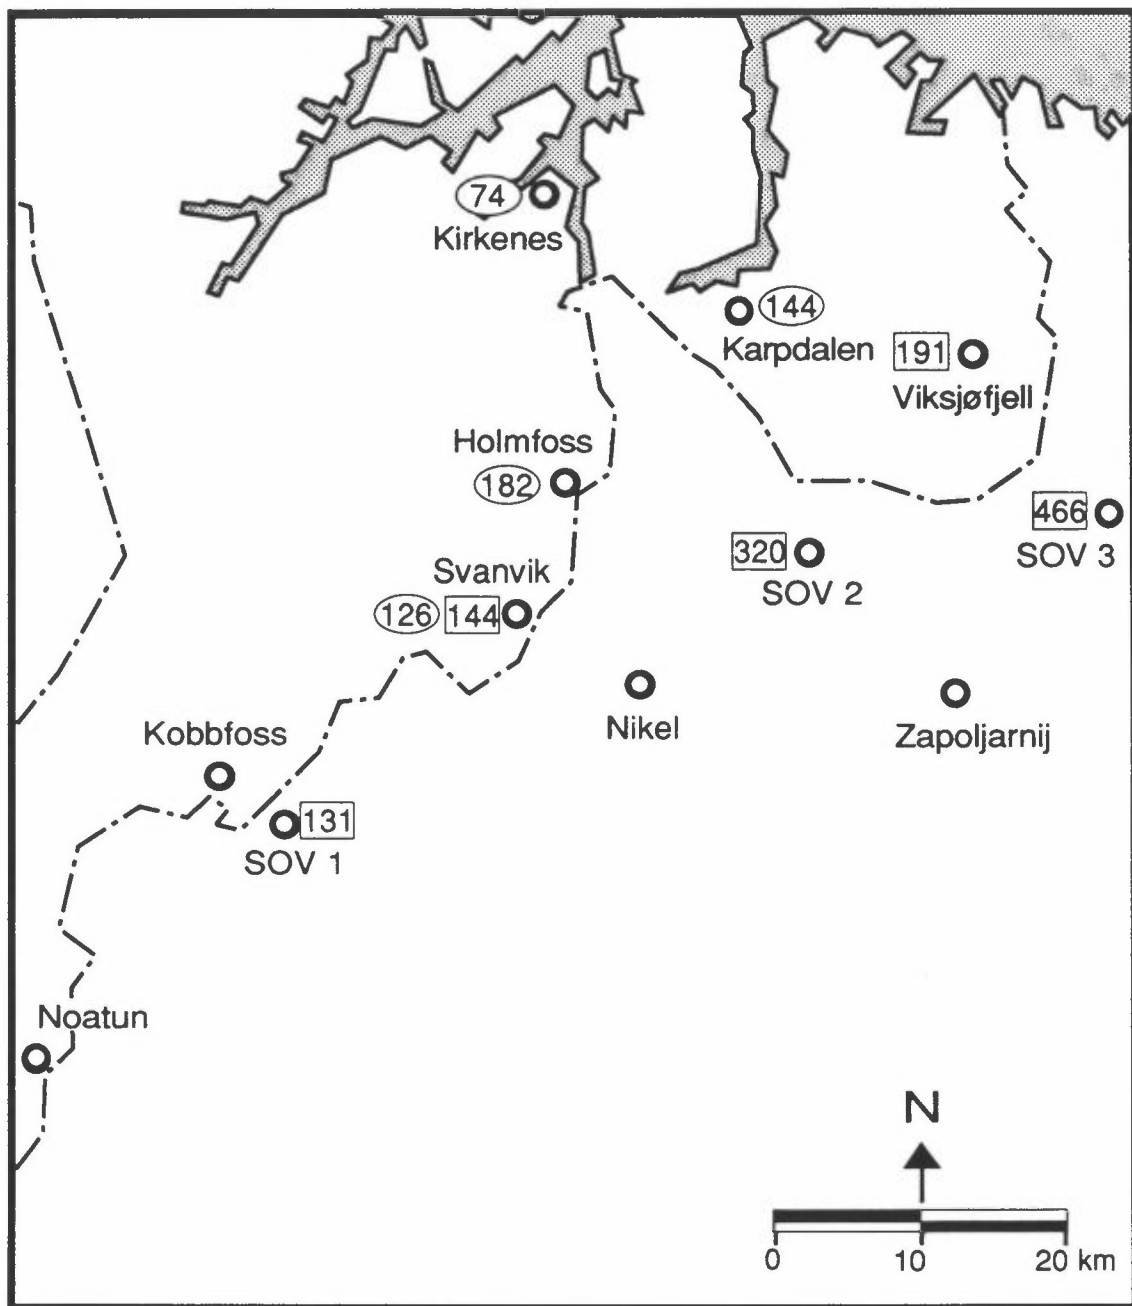 74
Kirkenes
144
Karpdalen
191
Viksjøfjell
Holmfoss
182
466
SOV 3
320
SOV 2
Svanvik
126 144
Nikel
Zapoljarnij
Kobbfoss
131
SOV 1
Noatun
N
0 10 20 km